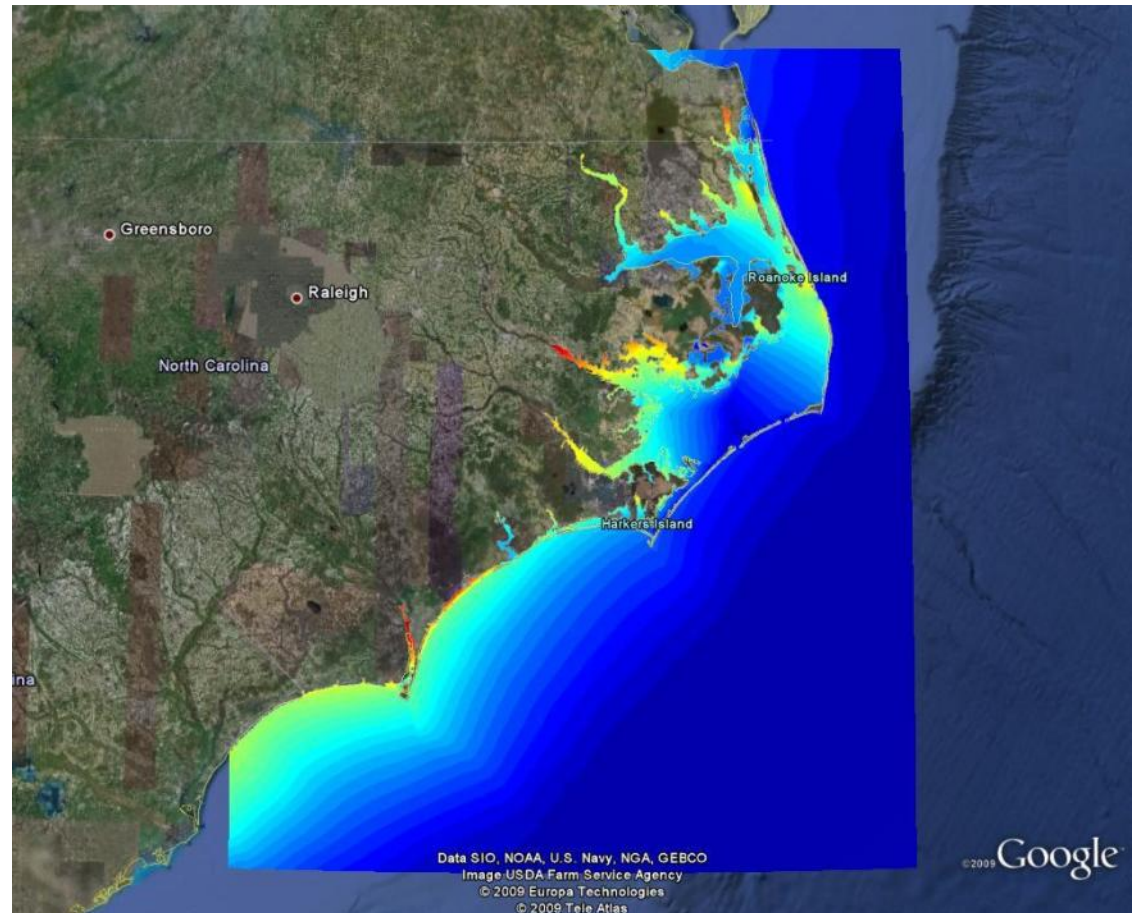 Greensboro
Roanoke Island
Raleigh
North Carolina
Harkers Island
ina
Data SIO, NOAA, U.S. Navy, NGA, GEBCO
Image USDA Farm Service Agency
© 2009 Europa Technologies
© 2009 Tele Atlas
©2009 Google